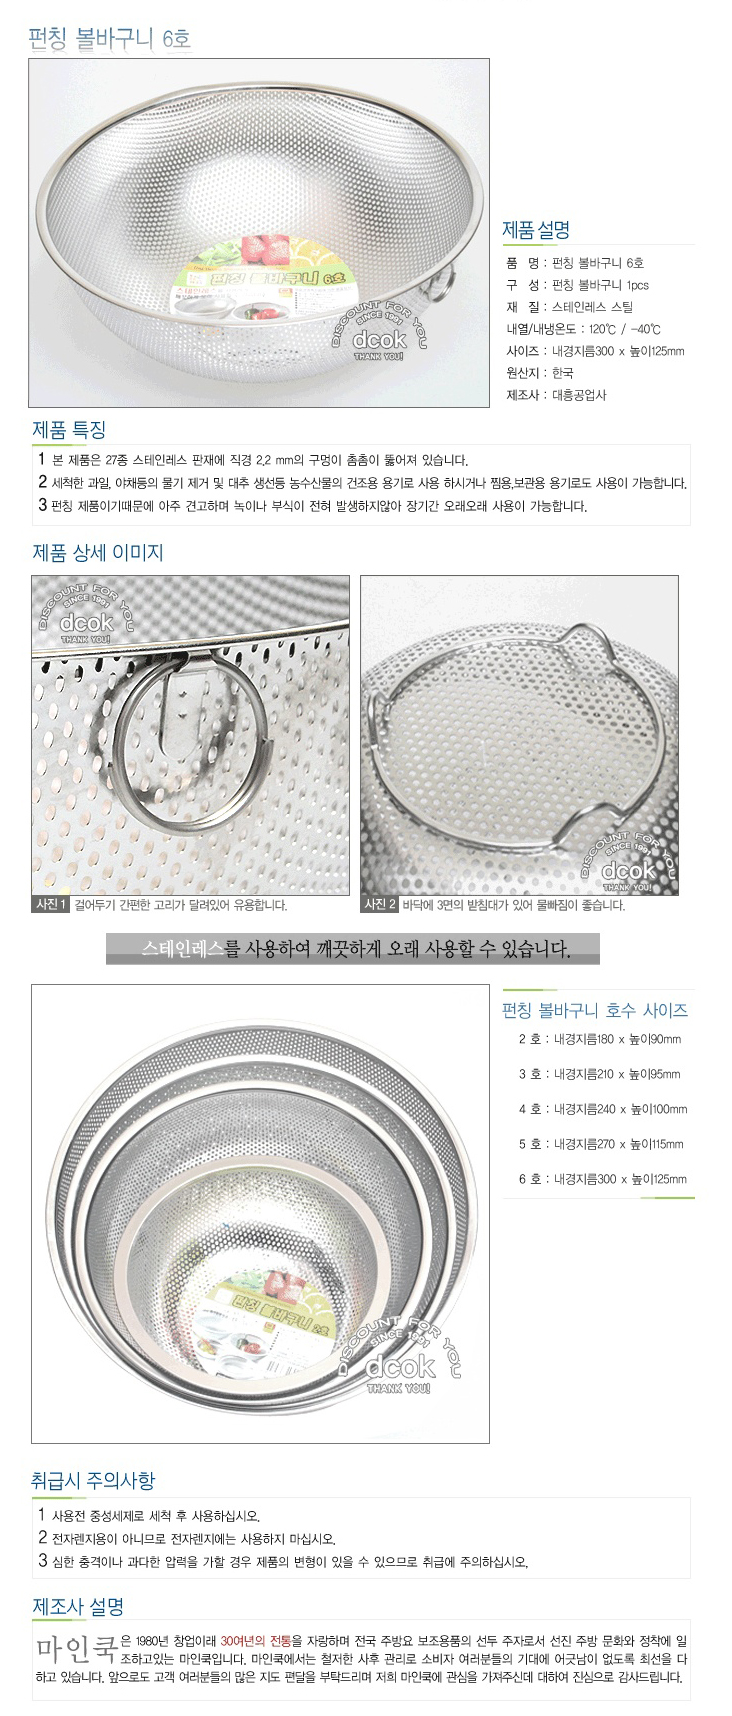 펀칭 볼바구니 6호
펀칭 볼바구니 6호
DISCOUNT FOR YOU
SINCE 1991
dcok
THANK YOU!
제품 설명
품 명 : 펀칭 볼바구니 6호
구 성 : 펀칭 볼바구니 1pcs
재 질 : 스테인레스 스틸
내열/내냉온도 : 120℃ / -40℃
사이즈 : 내경지름300 x 높이125mm
원산지 : 한국
제조사 : 대흥공업사
제품 특징
1 본 제품은 27종 스테인레스 판재에 직경 2.2 mm의 구멍이 촘촘이 뚫어져 있습니다.
2 세척한 과일, 야채등의 물기 제거 및 대추 생선등 농수산물의 건조용 용기로 사용 하시거나 찜용,보관용 용기로도 사용이 가능합니다.
3 펀칭 제품이기때문에 아주 견고하며 녹이나 부식이 전혀 발생하지않아 장기간 오래오래 사용이 가능합니다.
제품 상세 이미지
DISCOUNT FOR YOU
SINCE 1991
dcok
THANK YOU!
DISCOUNT FOR YOU
SINCE 1991
dcok
THANK YOU!
사진 1 걸어두기 간편한 고리가 달려있어 유용합니다.
사진 2 바닥에 3면의 받침대가 있어 물빠짐이 좋습니다.
스테인레스를 사용하여 깨끗하게 오래 사용할 수 있습니다.
펀칭 볼바구니 호수 사이즈
2 호 : 내경지름180 x 높이90mm
3 호 : 내경지름210 x 높이95mm
4 호 : 내경지름240 x 높이100mm
5 호 : 내경지름270 x 높이115mm
6 호 : 내경지름300 x 높이125mm
펀칭 볼바구니 2호
DISCOUNT FOR YOU
SINCE 1991
dcok
THANK YOU!
취급시 주의사항
1 사용전 중성세제로 세척 후 사용하십시오.
2 전자렌지용이 아니므로 전자렌지에는 사용하지 마십시오.
3 심한 충격이나 과다한 압력을 가할 경우 제품의 변형이 있을 수 있으므로 취급에 주의하십시오.
제조사 설명
마인쿡은 1980년 창업이래 30여년의 전통을 자랑하며 전국 주방요 보조용품의 선두 주자로서 선진 주방 문화와 정착에 일
조하고있는 마인쿡입니다. 마인쿡에서는 철저한 사후 관리로 소비자 여러분들의 기대에 어긋남이 없도록 최선을 다
하고 있습니다. 앞으로도 고객 여러분들의 많은 지도 편달을 부탁드리며 저희 마인쿡에 관심을 가져주신데 대하여 진심으로 감사드립니다.